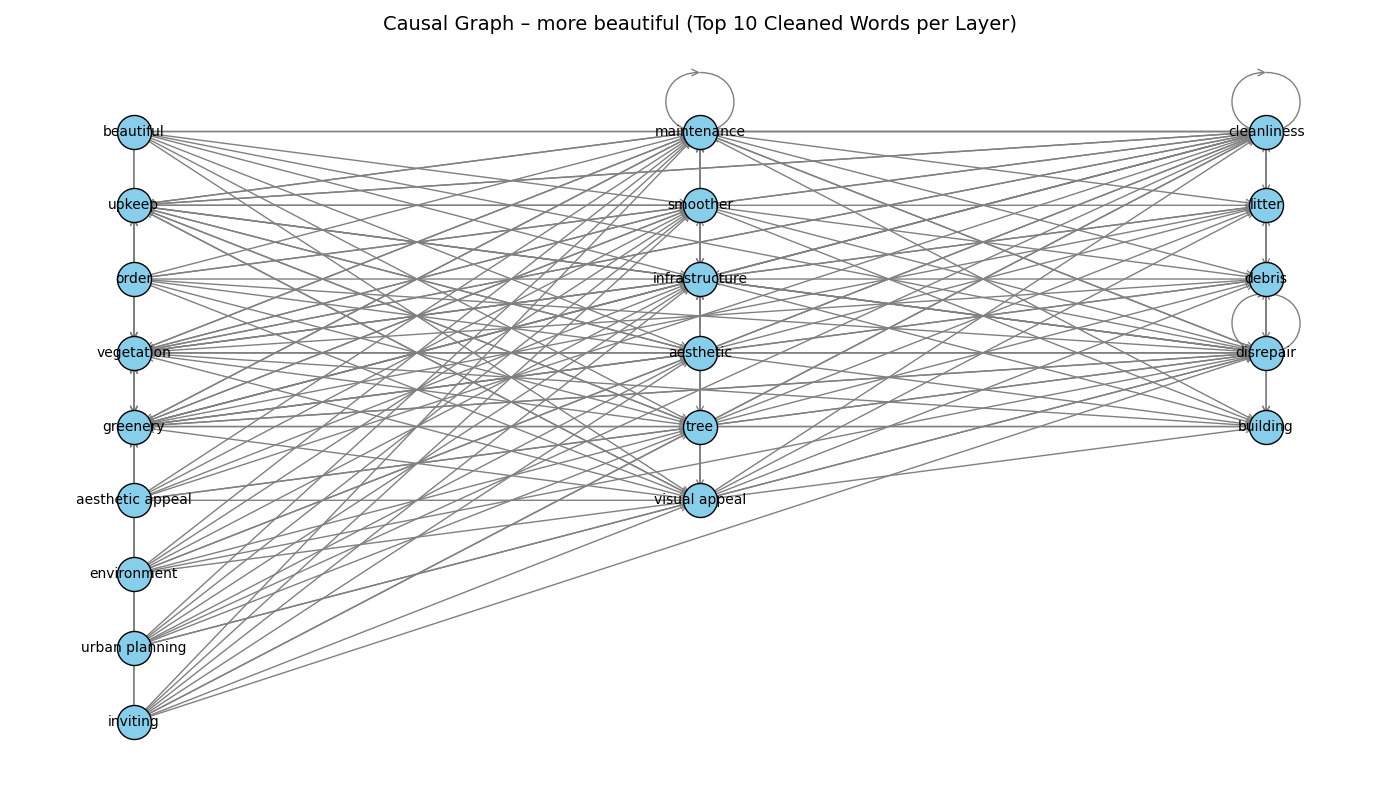 Causal Graph – more beautiful (Top 10 Cleaned Words per Layer)
beautiful
upkeep
order
vegetation
greenery
aesthetic appeal
environment
urban planning
inviting
maintenance
smoother
infrastructure
aesthetic
tree
visual appeal
cleanliness
litter
debris
disrepair
building